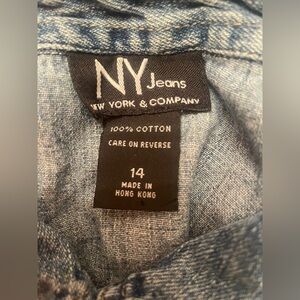 NY Jeans
NEW YORK & COMPANY
100% COTTON
CARE ON REVERSE
14
MADE IN
HONG KONG